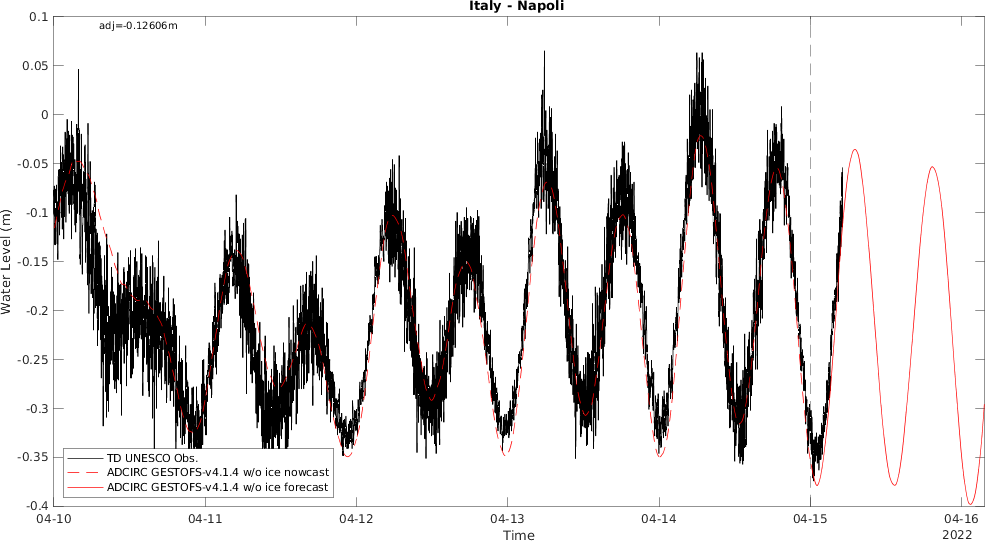 Italy - Napoli
adj=-0.12606m
0.1
0.05
0
-0.05
-0.1
-0.15
-0.2
-0.25
-0.3
-0.35
-0.4
Water Level (m)
TD UNESCO Obs.
ADCIRC GESTOFS-v4.1.4 w/o ice nowcast
ADCIRC GESTOFS-v4.1.4 w/o ice forecast
04-10 04-11 04-12 04-13 04-14 04-15 04-16
Time
2022